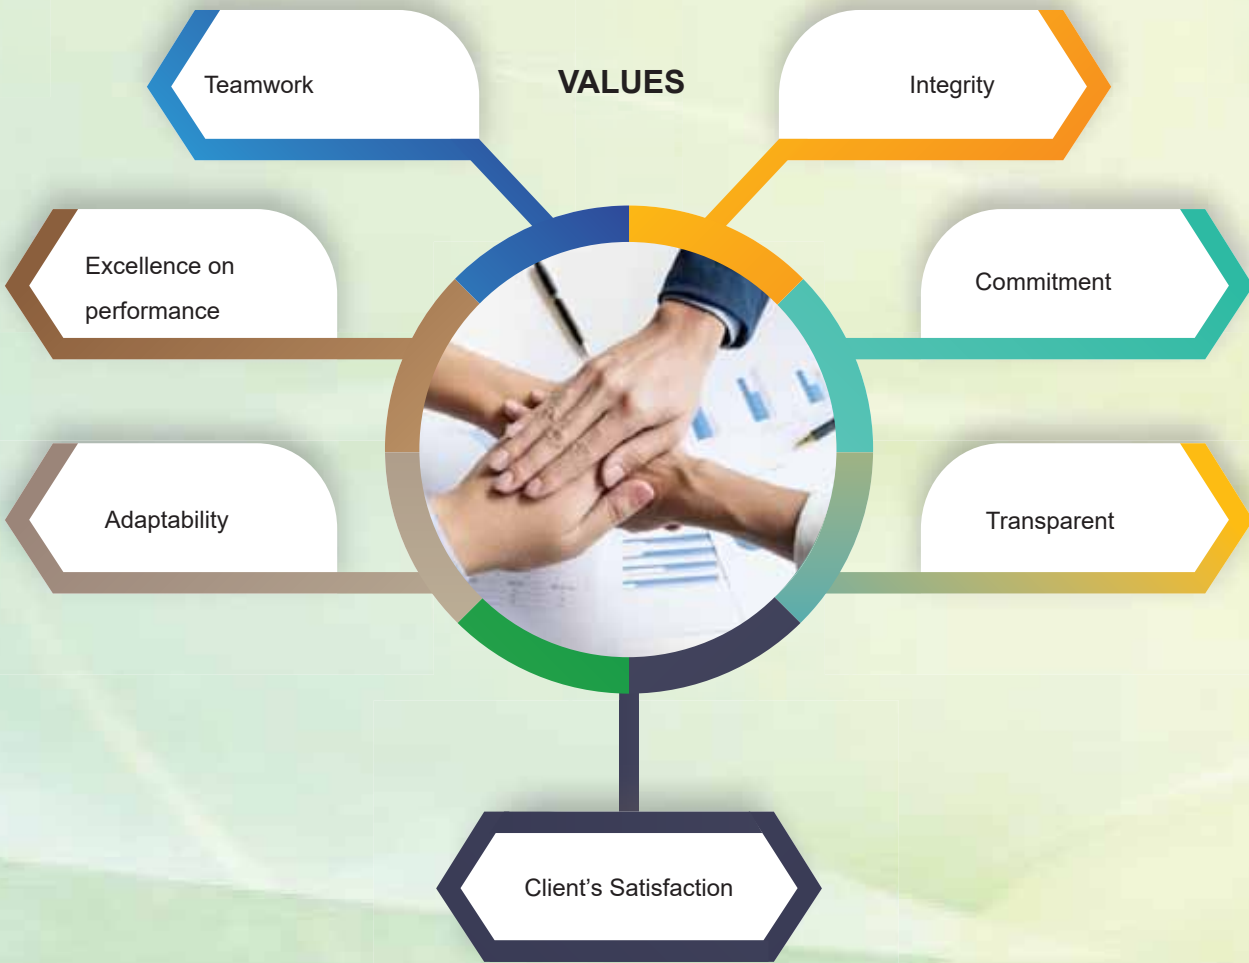 VALUES
Teamwork
Integrity
Excellence on
performance
Commitment
Adaptability
Transparent
Client’s Satisfaction